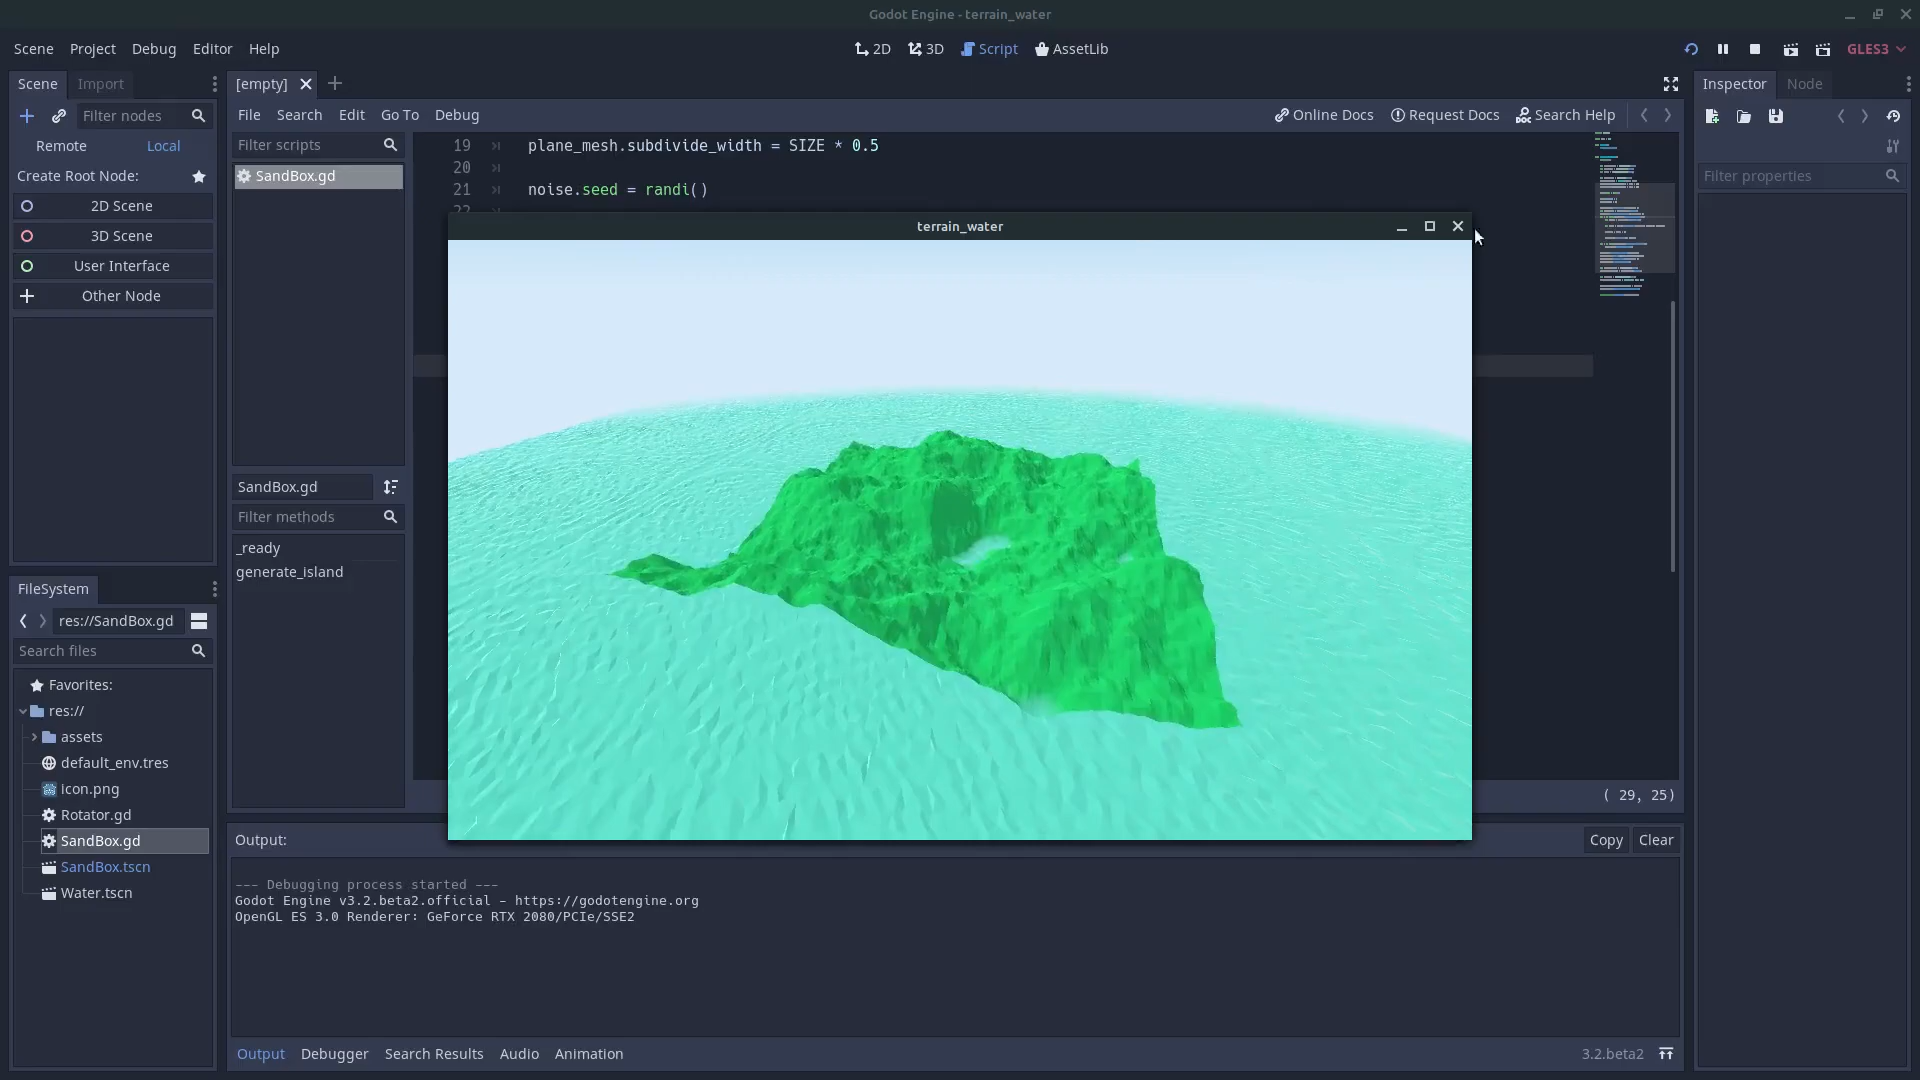 Godot Engine - terrain_water
Scene Project Debug Editor Help
2D 3D Script AssetLib
GLES3
Scene Import
Filter nodes
Remote Local
Create Root Node:
2D Scene
3D Scene
User Interface
Other Node
FileSystem
res://SandBox.gd
Search files
Favorites:
res://
assets
default_env.tres
icon.png
Rotator.gd
SandBox.gd
SandBox.tscn
Water.tscn
[empty]
File Search Edit Go To Debug
Online Docs Request Docs Search Help
Filter scripts
SandBox.gd
SandBox.gd
Filter methods
_ready
generate_island
19 plane_mesh.subdivide_width = SIZE * 0.5
20
21 noise.seed = randi()
22
terrain_water
( 29, 25)
Output:
Copy Clear
--- Debugging process started ---
Godot Engine v3.2.beta2.official - https://godotengine.org
OpenGL ES 3.0 Renderer: GeForce RTX 2080/PCIe/SSE2
Output Debugger Search Results Audio Animation
3.2.beta2
Inspector Node
Filter properties